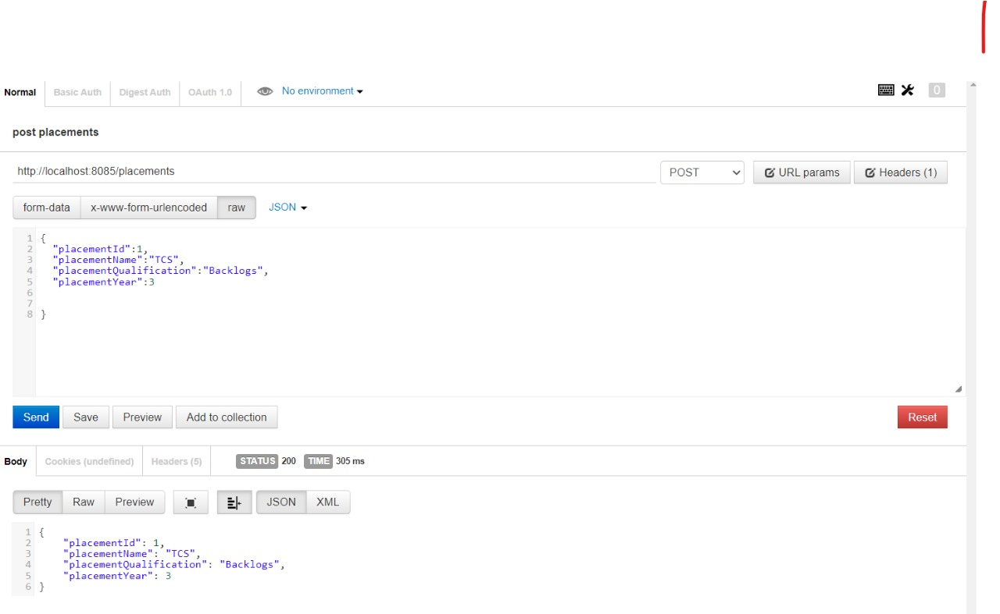 Normal Basic Auth Digest Auth OAuth 1.0 No environment 0
post placements
http://localhost:8085/placements POST URL params Headers (1)
form-data x-www-form-urlencoded raw JSON
1 {
2 "placementId":1,
3 "placementName":"TCS",
4 "placementQualification":"Backlogs",
5 "placementYear":3
6
7
8 }
Send Save Preview Add to collection Reset
Body Cookies (undefined) Headers (5) STATUS 200 TIME 305 ms
Pretty Raw Preview JSON XML
1 {
2 "placementId": 1,
3 "placementName": "TCS",
4 "placementQualification": "Backlogs",
5 "placementYear": 3
6 }